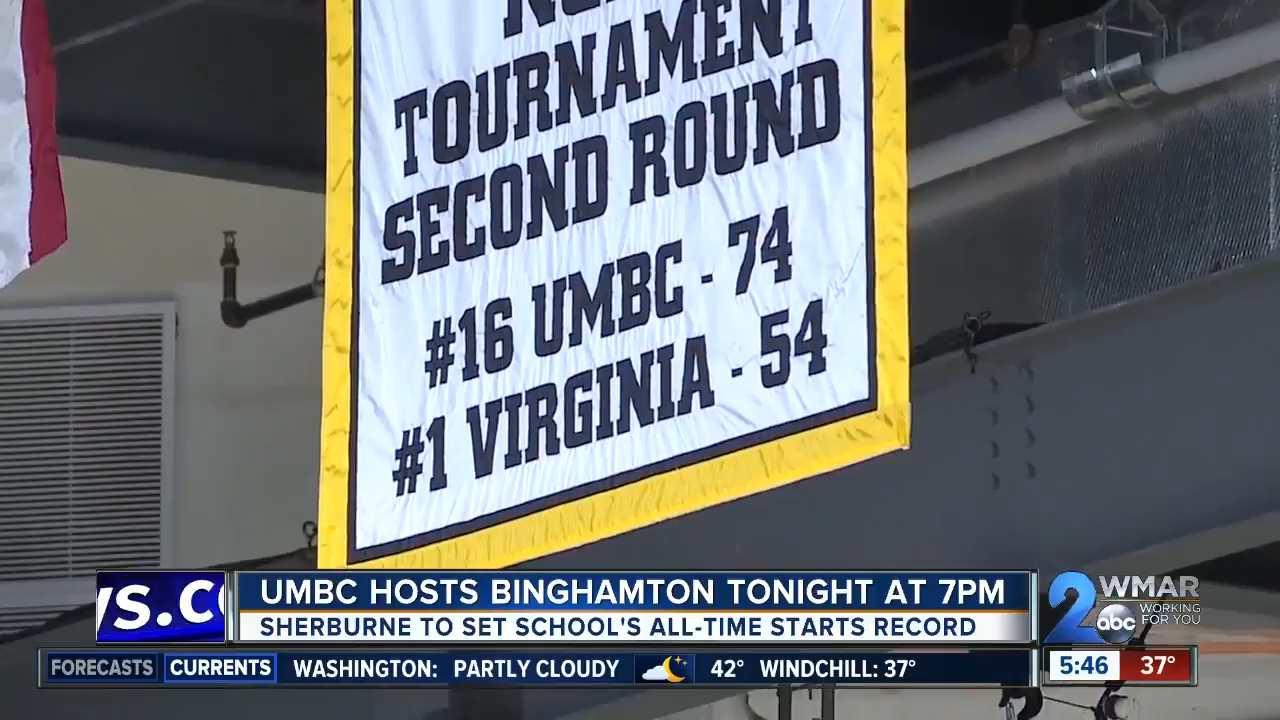 TOURNAMENT
SECOND ROUND
#16 UMBC - 74
#1 VIRGINIA - 54
UMBC HOSTS BINGHAMTON TONIGHT AT 7PM
SHERBURNE TO SET SCHOOL'S ALL-TIME STARTS RECORD
2 WMAR
abc
WORKING
FOR YOU
FORECASTS CURRENTS WASHINGTON: PARTLY CLOUDY 42° WINDCHILL: 37°
5:46 37°